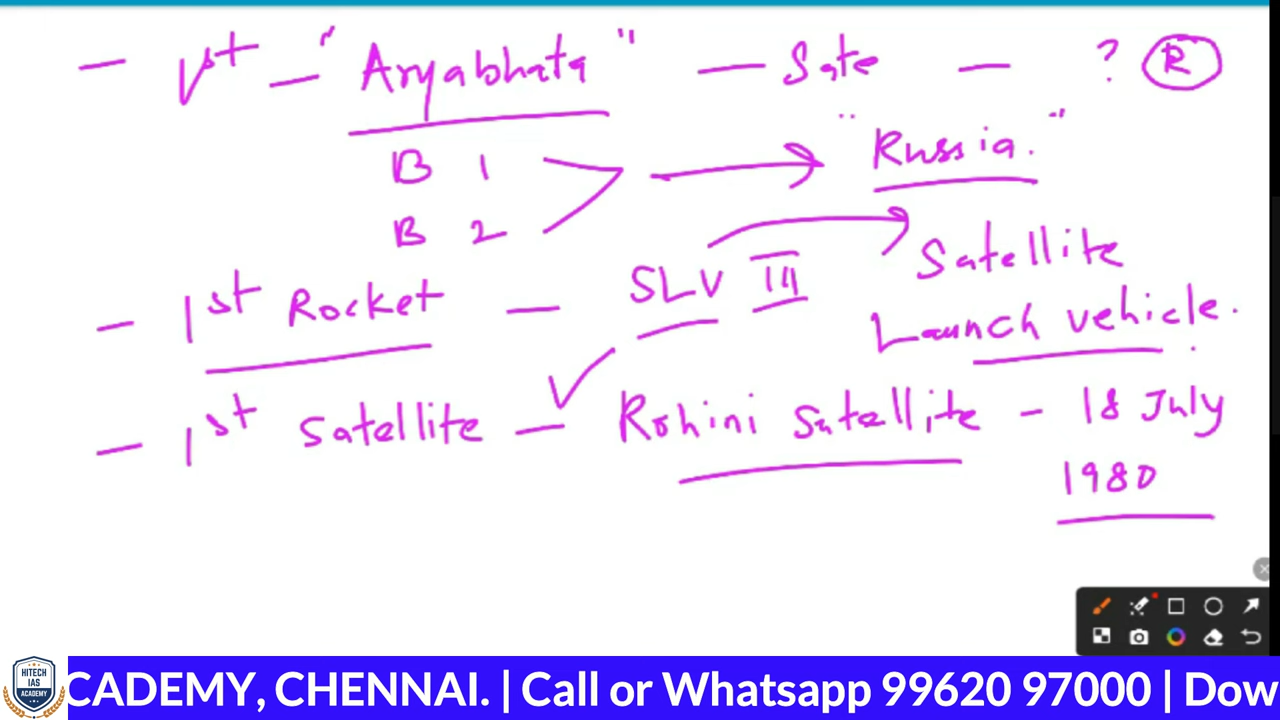 - 1st - "Aryabhata" - Sate - ? R
B 1
B 2
"Russia."
- 1st Rocket - SLV III
Satellite
Launch vehicle.
- 1st Satellite - Rohini Satellite - 18 July
1980
HITECH
IAS
ACADEMY
CADEMY, CHENNAI. | Call or Whatsapp 99620 97000 | Dow